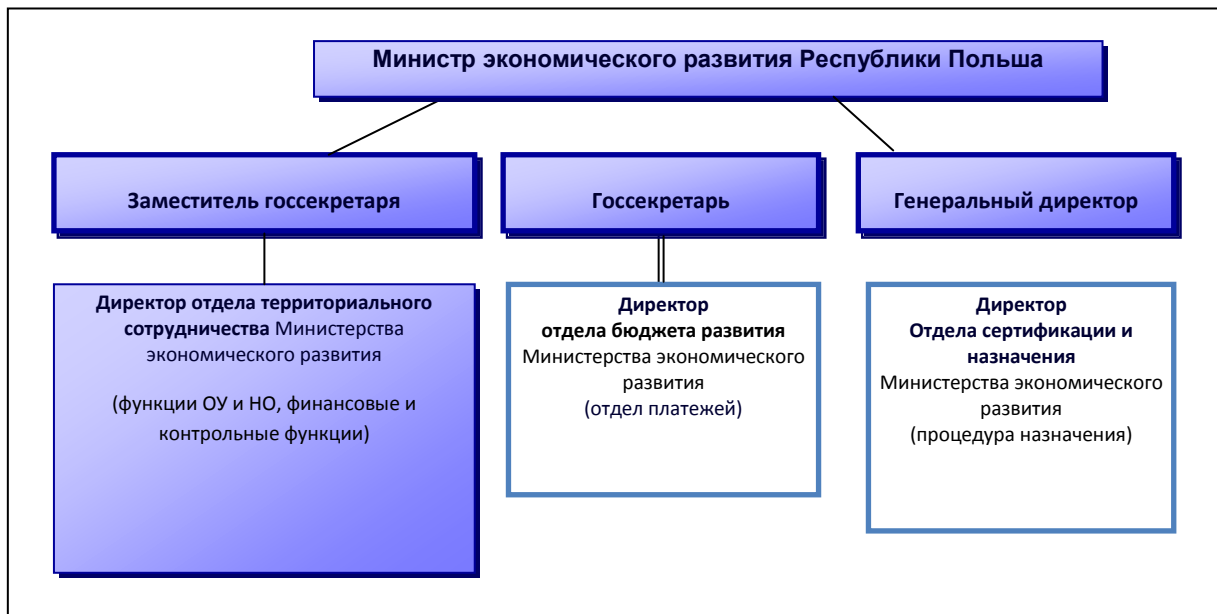 Министр экономического развития Республики Польша
Заместитель госсекретаря
Госсекретарь
Генеральный директор
Директор отдела территориального
сотрудничества Министерства
экономического развития
(функции ОУ и НО, финансовые и
контрольные функции)
Директор
отдела бюджета развития
Министерства экономического
развития
(отдел платежей)
Директор
Отдела сертификации и
назначения
Министерства экономического
развития
(процедура назначения)